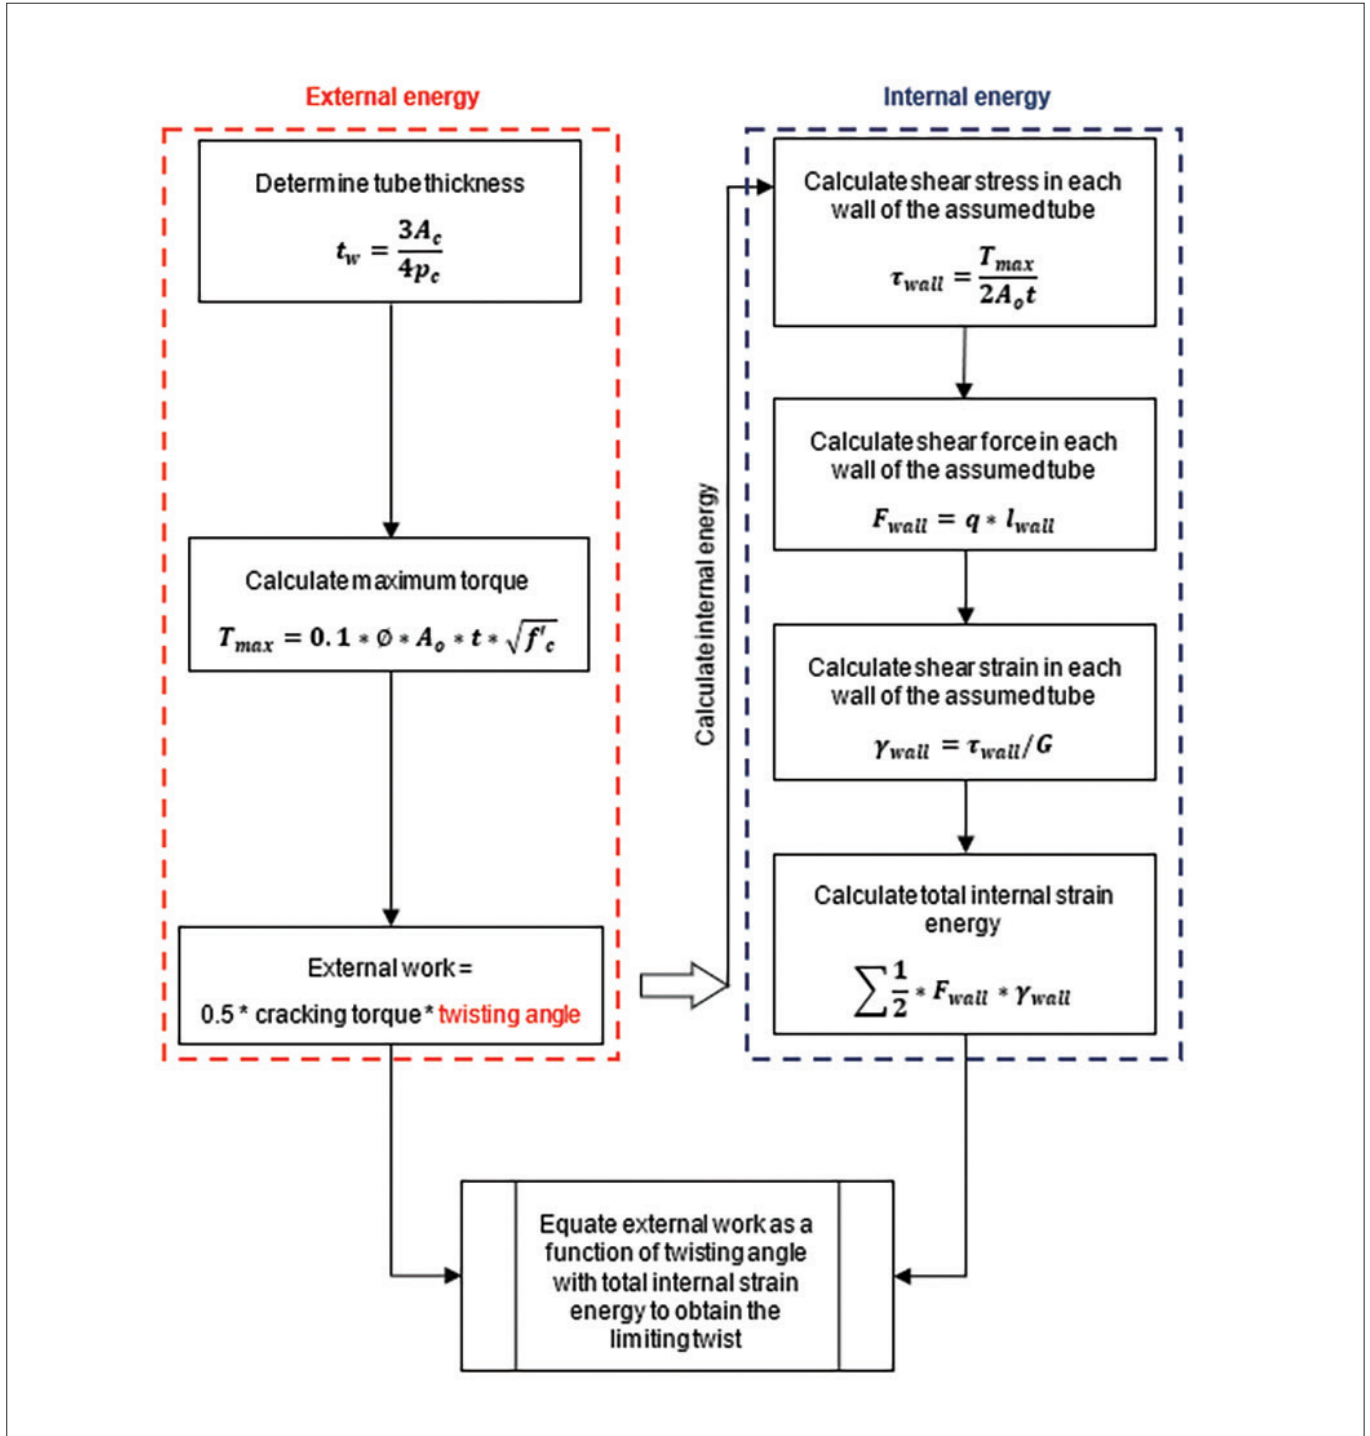 External energy
Determine tube thickness
t_w = 3A_c / 4p_c
Calculate maximum torque
T_max = 0.1 * ∅ * A_o * t * √f'_c
External work =
0.5 * cracking torque * twisting angle
Calculate internal energy
Internal energy
Calculate shear stress in each
wall of the assumed tube
τ_wall = T_max / 2A_o t
Calculate shear force in each
wall of the assumed tube
F_wall = q * l_wall
Calculate shear strain in each
wall of the assumed tube
γ_wall = τ_wall/G
Calculate total internal strain
energy
∑ 1/2 * F_wall * γ_wall
Equate external work as a
function of twisting angle
with total internal strain
energy to obtain the
limiting twist